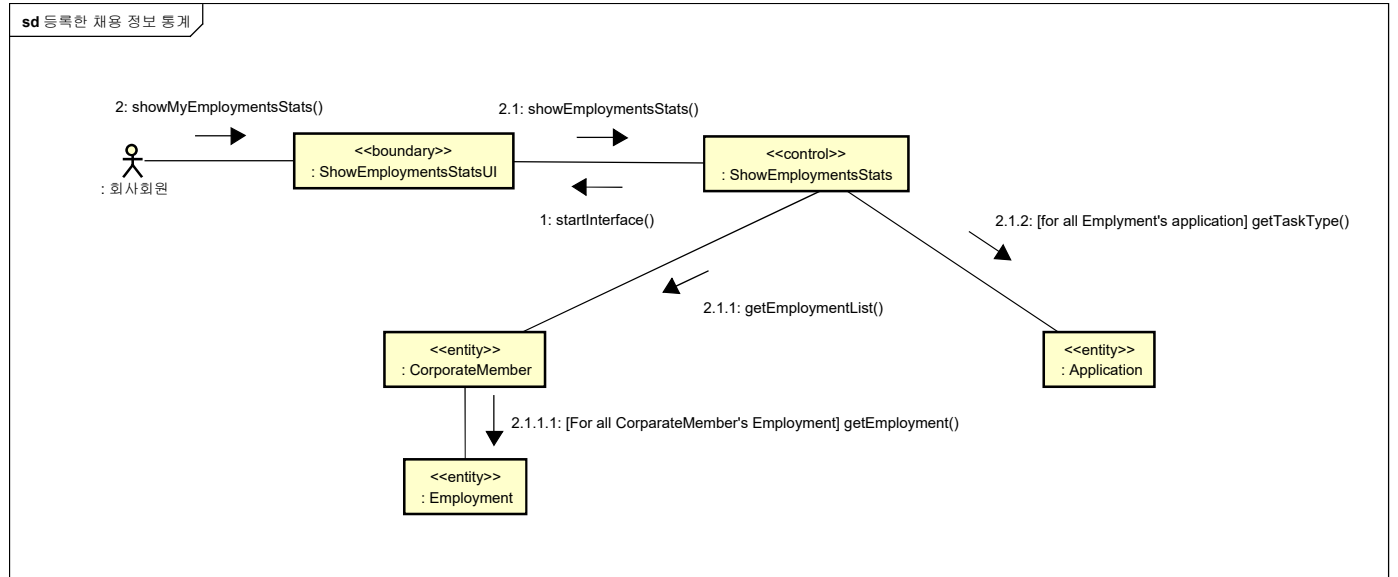 sd 등록한 채용 정보 통계
2: showMyEmploymentsStats()
2.1: showEmploymentsStats()
<<boundary>>
: ShowEmploymentsStatsUI
<<control>>
: ShowEmploymentsStats
: 회사회원
1: startInterface()
2.1.2: [for all Emplyment's application] getTaskType()
2.1.1: getEmploymentList()
<<entity>>
: CorporateMember
<<entity>>
: Application
2.1.1.1: [For all CorparateMember's Employment] getEmployment()
<<entity>>
: Employment